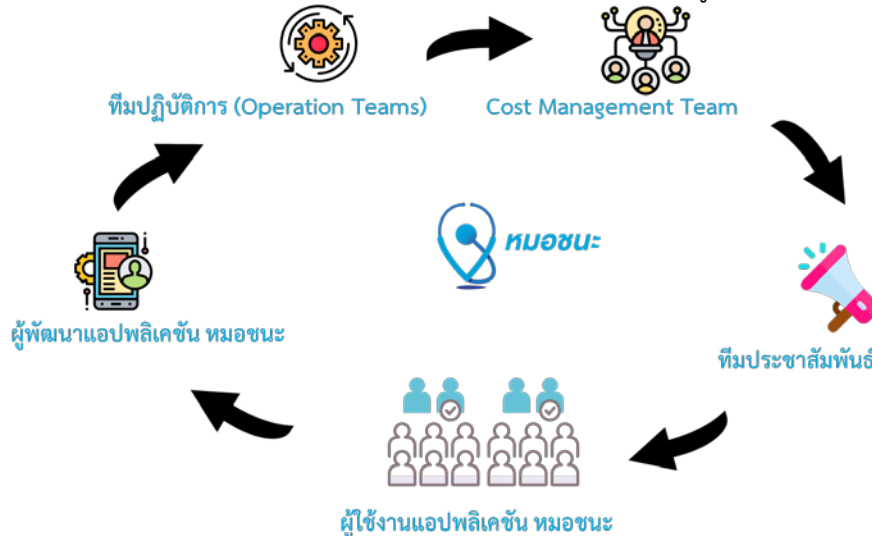 ทีมปฏิบัติการ (Operation Teams)
Cost Management Team
หมอชนะ
ผู้พัฒนาแอปพลิเคชัน หมอชนะ
ทีมประชาสัมพันธ์
ผู้ใช้งานแอปพลิเคชัน หมอชนะ